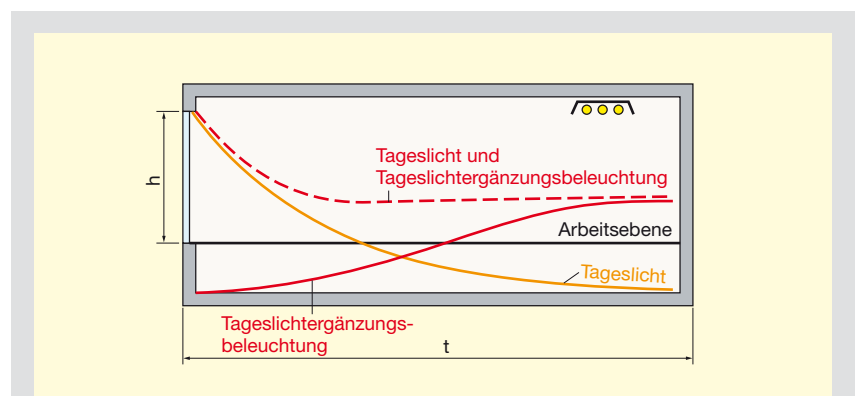 Tageslicht und
Tageslichtergänzungsbeleuchtung
h
Arbeitsebene
Tageslicht
Tageslichtergänzungs-
beleuchtung
t